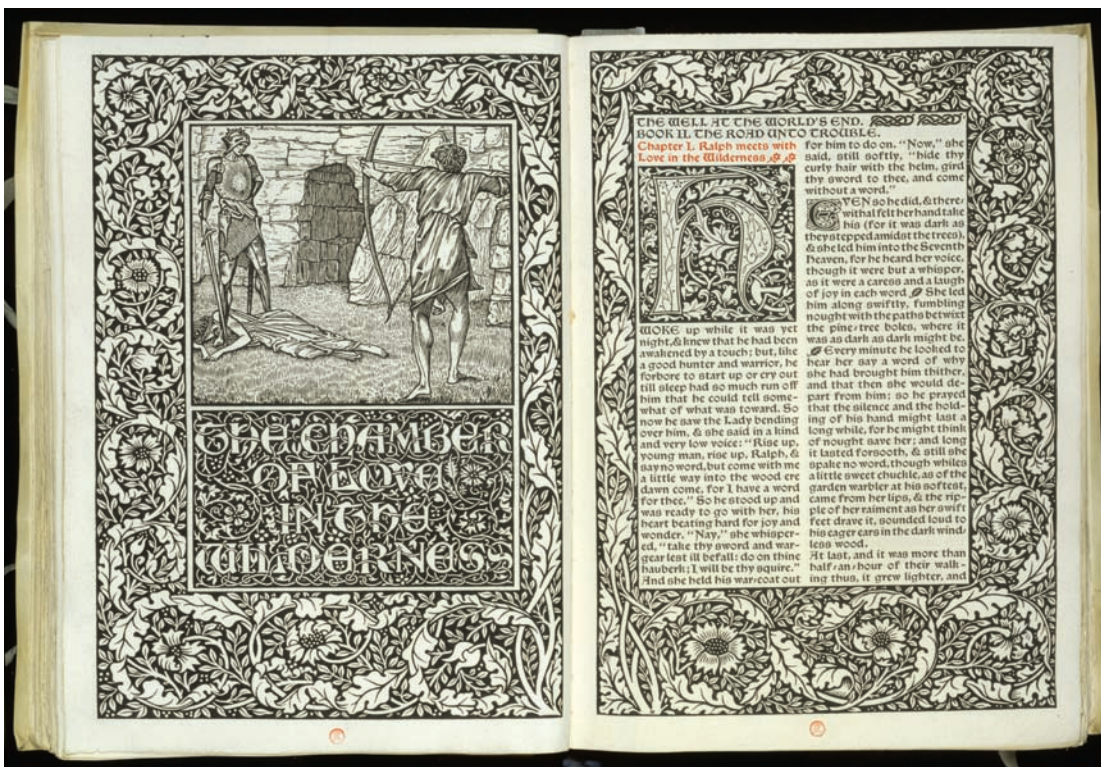 THE CHAMBER
OF LOVE
IN THE
WILDERNESS
THE WELL AT THE WORLD'S END.
BOOK II. THE ROAD UNTO TROUBLE.
Chapter I. Ralph meets with
Love in the Wilderness
HE
WOKE up while it was yet
night, & knew that he had been
awakened by a touch; but, like
a good hunter and warrior, he
forbore to start up or cry out
till sleep had so much run off
him that he could tell some-
what of what was toward. So
now he saw the Lady bending
over him, & she said in a kind
and very low voice: "Rise up,
young man, rise up, Ralph, &
say no word, but come with me
a little way into the wood ere
dawn come, for I have a word
for thee." So he stood up and
was ready to go with her, his
heart beating hard for joy and
wonder. "Nay," she whisper-
ed, "take thy sword and war-
gear lest ill befall: do on thine
hauberk; I will be thy squire."
And she held his war-coat out
for him to do on. "Now," she
said, still softly, "hide thy
curly hair with the helm, gird
thy sword to thee, and come
without a word."
EVEN so he did, & there-
withal felt her hand take
his (for it was dark as
they stepped amidst the trees),
& she led him into the Seventh
Heaven, for he heard her voice,
though it were but a whisper,
as it were a caress and a laugh
of joy in each word. She led
him along swiftly, fumbling
nought with the paths betwixt
the pine-tree boles, where it
was as dark as dark might be.
Every minute he looked to
hear her say a word of why
she had brought him thither,
and that then she would de-
part from him; so he prayed
that the silence and the hold-
ing of his hand might last a
long while, for he might think
of nought save her; and long
it lasted forsooth, & still she
spake no word, though whiles
a little sweet chuckle, as of the
garden warbler at his softest,
came from her lips, & the rip-
ple of her raiment as her swift
feet drave it, sounded loud to
his eager ears in the dark wind-
less wood.
At last, and it was more than
half-an-hour of their walk-
ing thus, it grew lighter, and